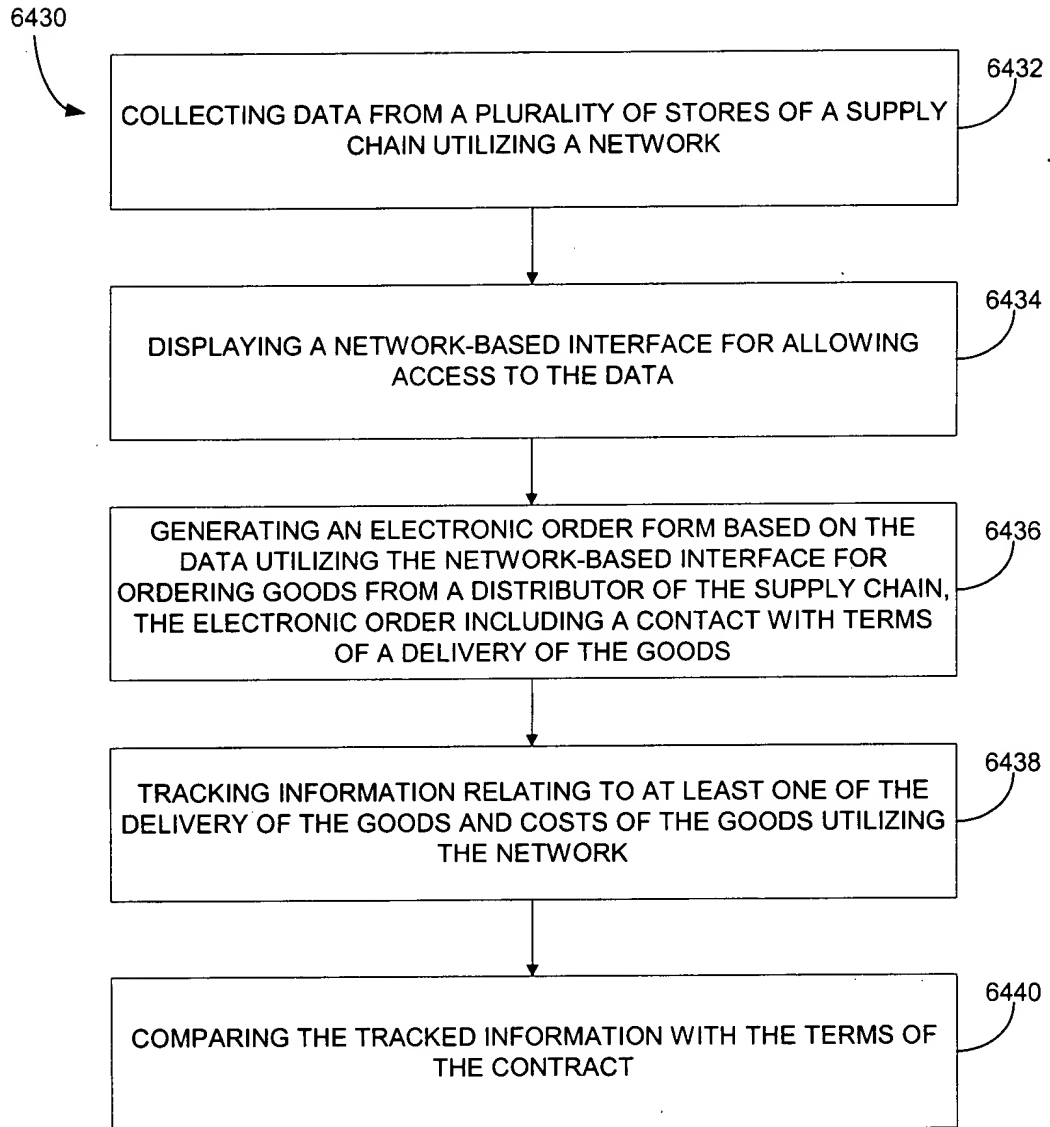 6430
6432
COLLECTING DATA FROM A PLURALITY OF STORES OF A SUPPLY
CHAIN UTILIZING A NETWORK
6434
DISPLAYING A NETWORK-BASED INTERFACE FOR ALLOWING
ACCESS TO THE DATA
6436
GENERATING AN ELECTRONIC ORDER FORM BASED ON THE
DATA UTILIZING THE NETWORK-BASED INTERFACE FOR
ORDERING GOODS FROM A DISTRIBUTOR OF THE SUPPLY CHAIN,
THE ELECTRONIC ORDER INCLUDING A CONTACT WITH TERMS
OF A DELIVERY OF THE GOODS
6438
TRACKING INFORMATION RELATING TO AT LEAST ONE OF THE
DELIVERY OF THE GOODS AND COSTS OF THE GOODS UTILIZING
THE NETWORK
6440
COMPARING THE TRACKED INFORMATION WITH THE TERMS OF
THE CONTRACT